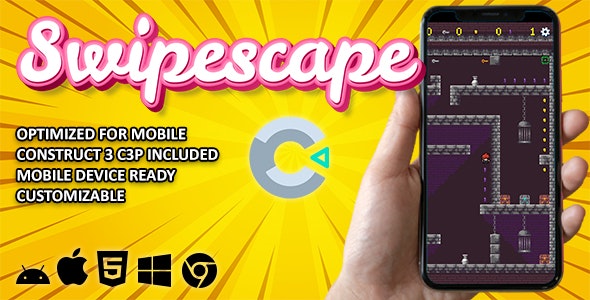 Swipescape
OPTIMIZED FOR MOBILE
CONSTRUCT 3 C3P INCLUDED
MOBILE DEVICE READY
CUSTOMIZABLE